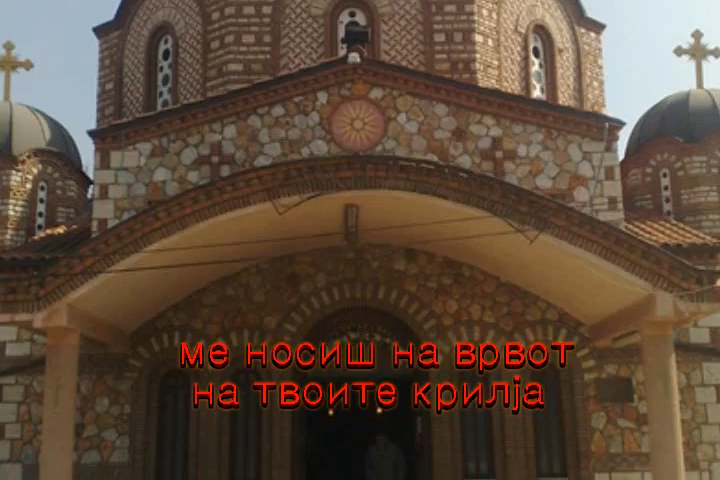 ме носиш на врвот
на твоите крилја